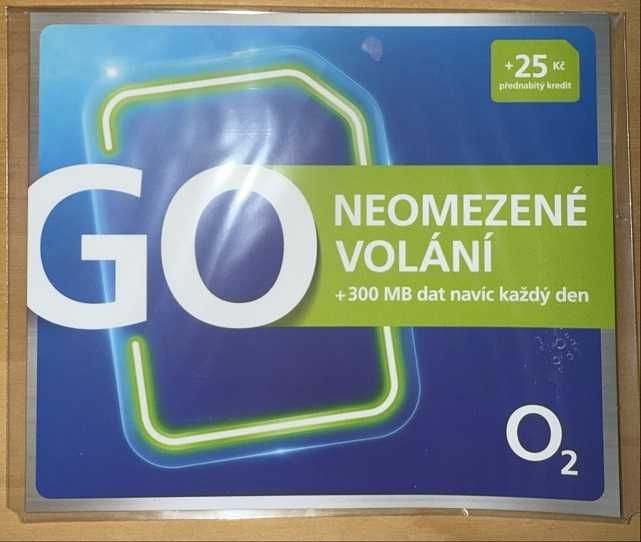 +25 Kč
přednabitý kredit
GO
NEOMEZENÉ
VOLÁNÍ
+300 MB dat navíc každý den
O2